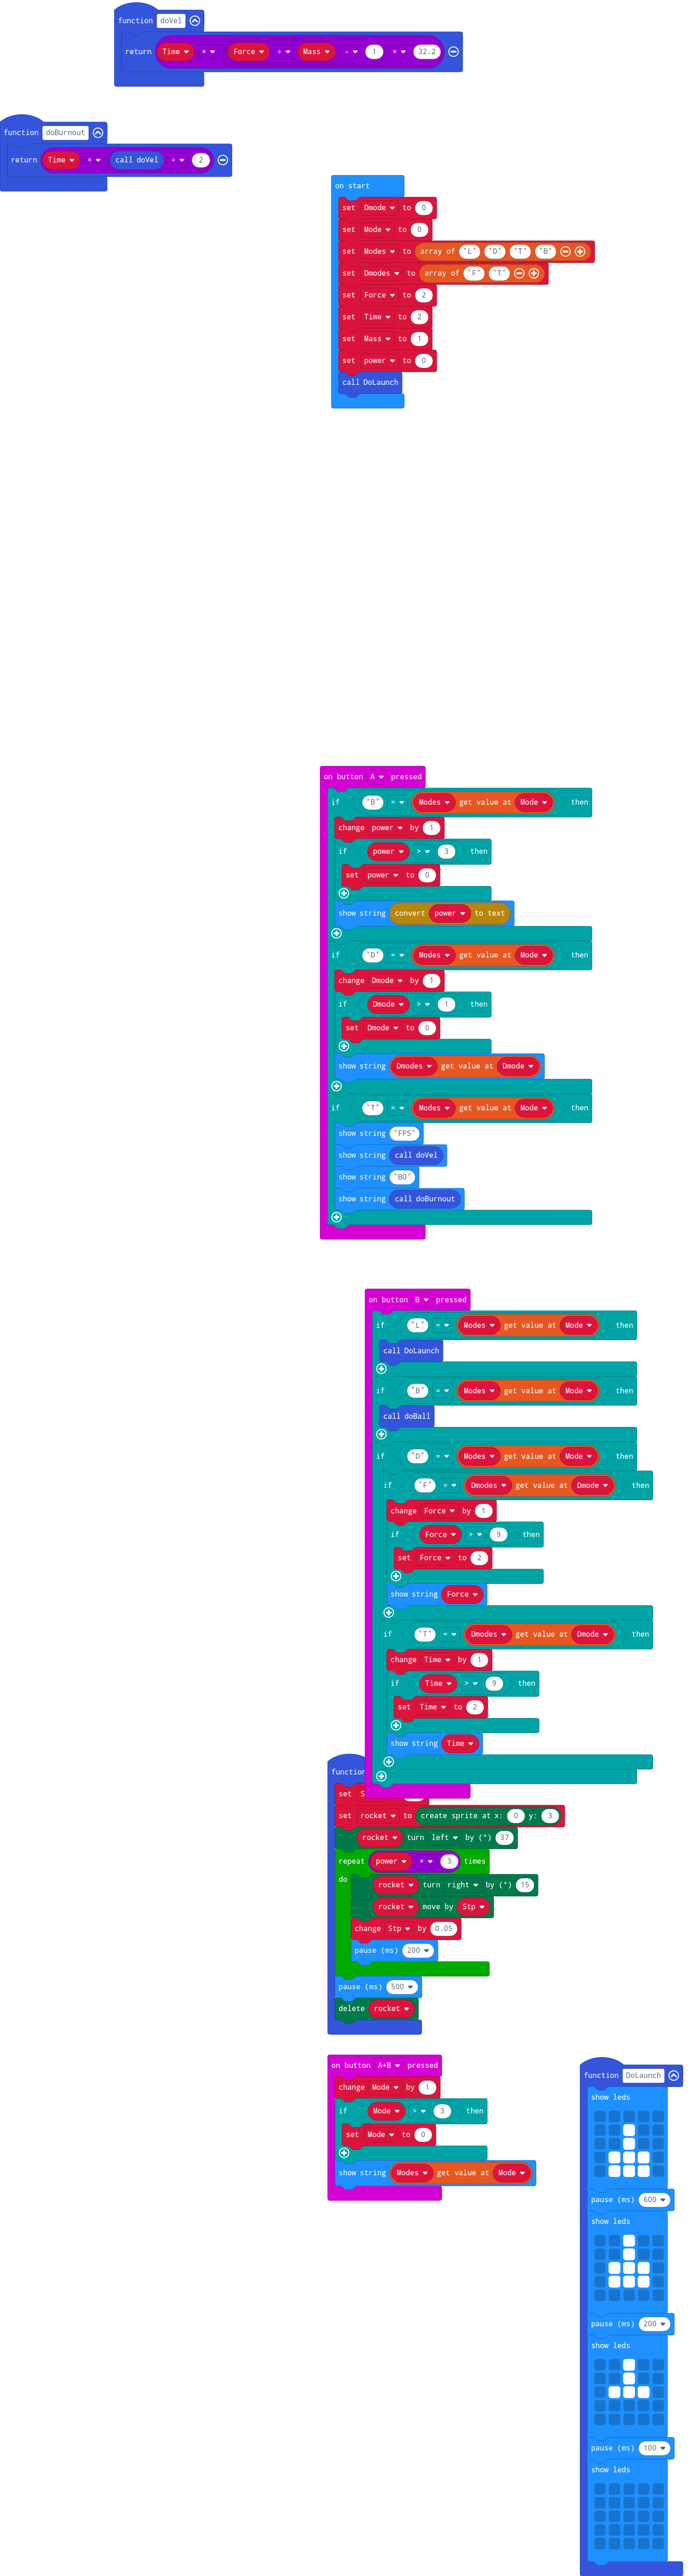 function doVel
return Time × Force ÷ Mass - 1 × 32.2
function doBurnout
return Time × call doVel ÷ 2
on start
set Dmode to 0
set Mode to 0
set Modes to array of "L" "D" "T" "B"
set Dmodes to array of "F" "T"
set Force to 2
set Time to 2
set Mass to 1
set power to 0
call DoLaunch
on button A pressed
if "B" = Modes get value at Mode then
change power by 1
if power > 3 then
set power to 0
show string convert power to text
if "D" = Modes get value at Mode then
change Dmode by 1
if Dmode > 1 then
set Dmode to 0
show string Dmodes get value at Dmode
if "T" = Modes get value at Mode then
show string "FPS"
show string call doVel
show string "BO"
show string call doBurnout
on button B pressed
if "L" = Modes get value at Mode then
call DoLaunch
if "B" = Modes get value at Mode then
call doBall
if "D" = Modes get value at Mode then
if "F" = Dmodes get value at Dmode then
change Force by 1
if Force > 9 then
set Force to 2
show string Force
if "T" = Dmodes get value at Dmode then
change Time by 1
if Time > 9 then
set Time to 2
show string Time
function
set
set rocket to create sprite at x: 0 y: 3
rocket turn left by (°) 37
repeat power × 3 times
do
rocket turn right by (°) 15
rocket move by Stp
change Stp by 0.05
pause (ms) 200
pause (ms) 500
delete rocket
on button A+B pressed
change Mode by 1
if Mode > 3 then
set Mode to 0
show string Modes get value at Mode
function DoLaunch
show leds
pause (ms) 600
show leds
pause (ms) 200
show leds
pause (ms) 100
show leds